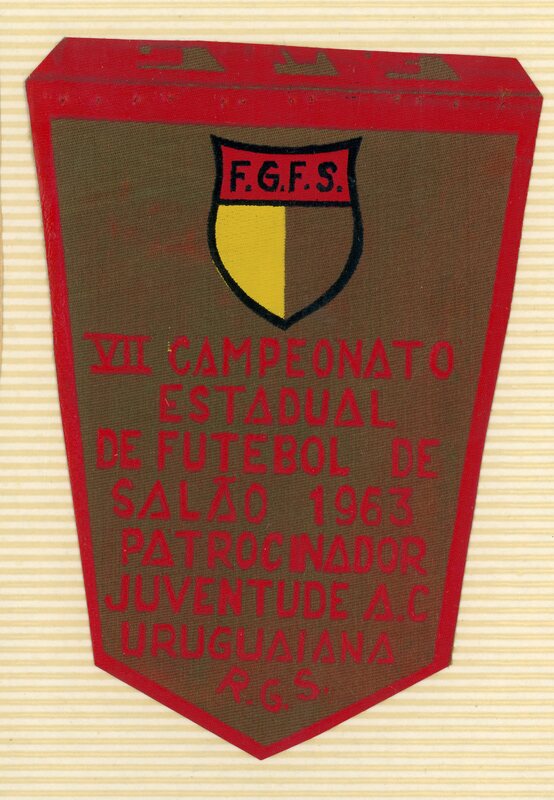 F.G.F.S.
VII CAMPEONATO
ESTADUAL
DE FUTEBOL DE
SALÃO 1963
PATROCINADOR
JUVENTUDE A.C
URUGUAIANA
R.G.S.